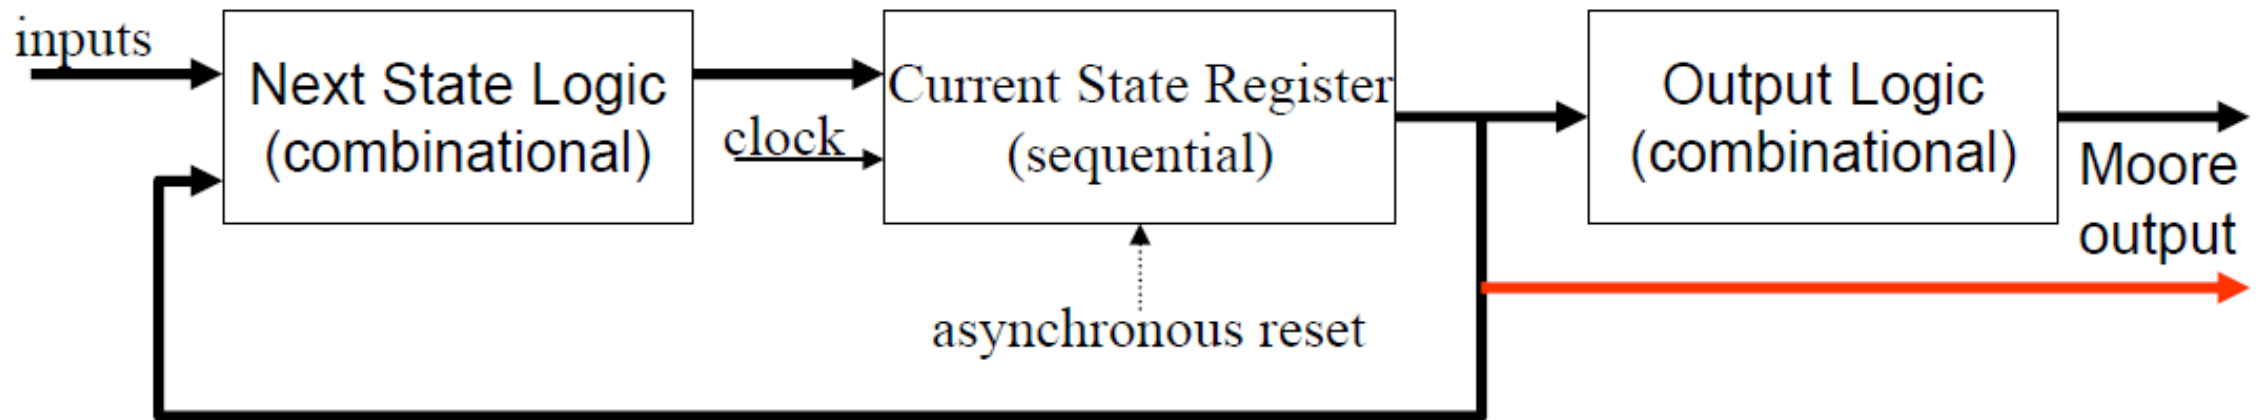 inputs
Next State Logic
(combinational)
clock
Current State Register
(sequential)
asynchronous reset
Output Logic
(combinational)
Moore
output